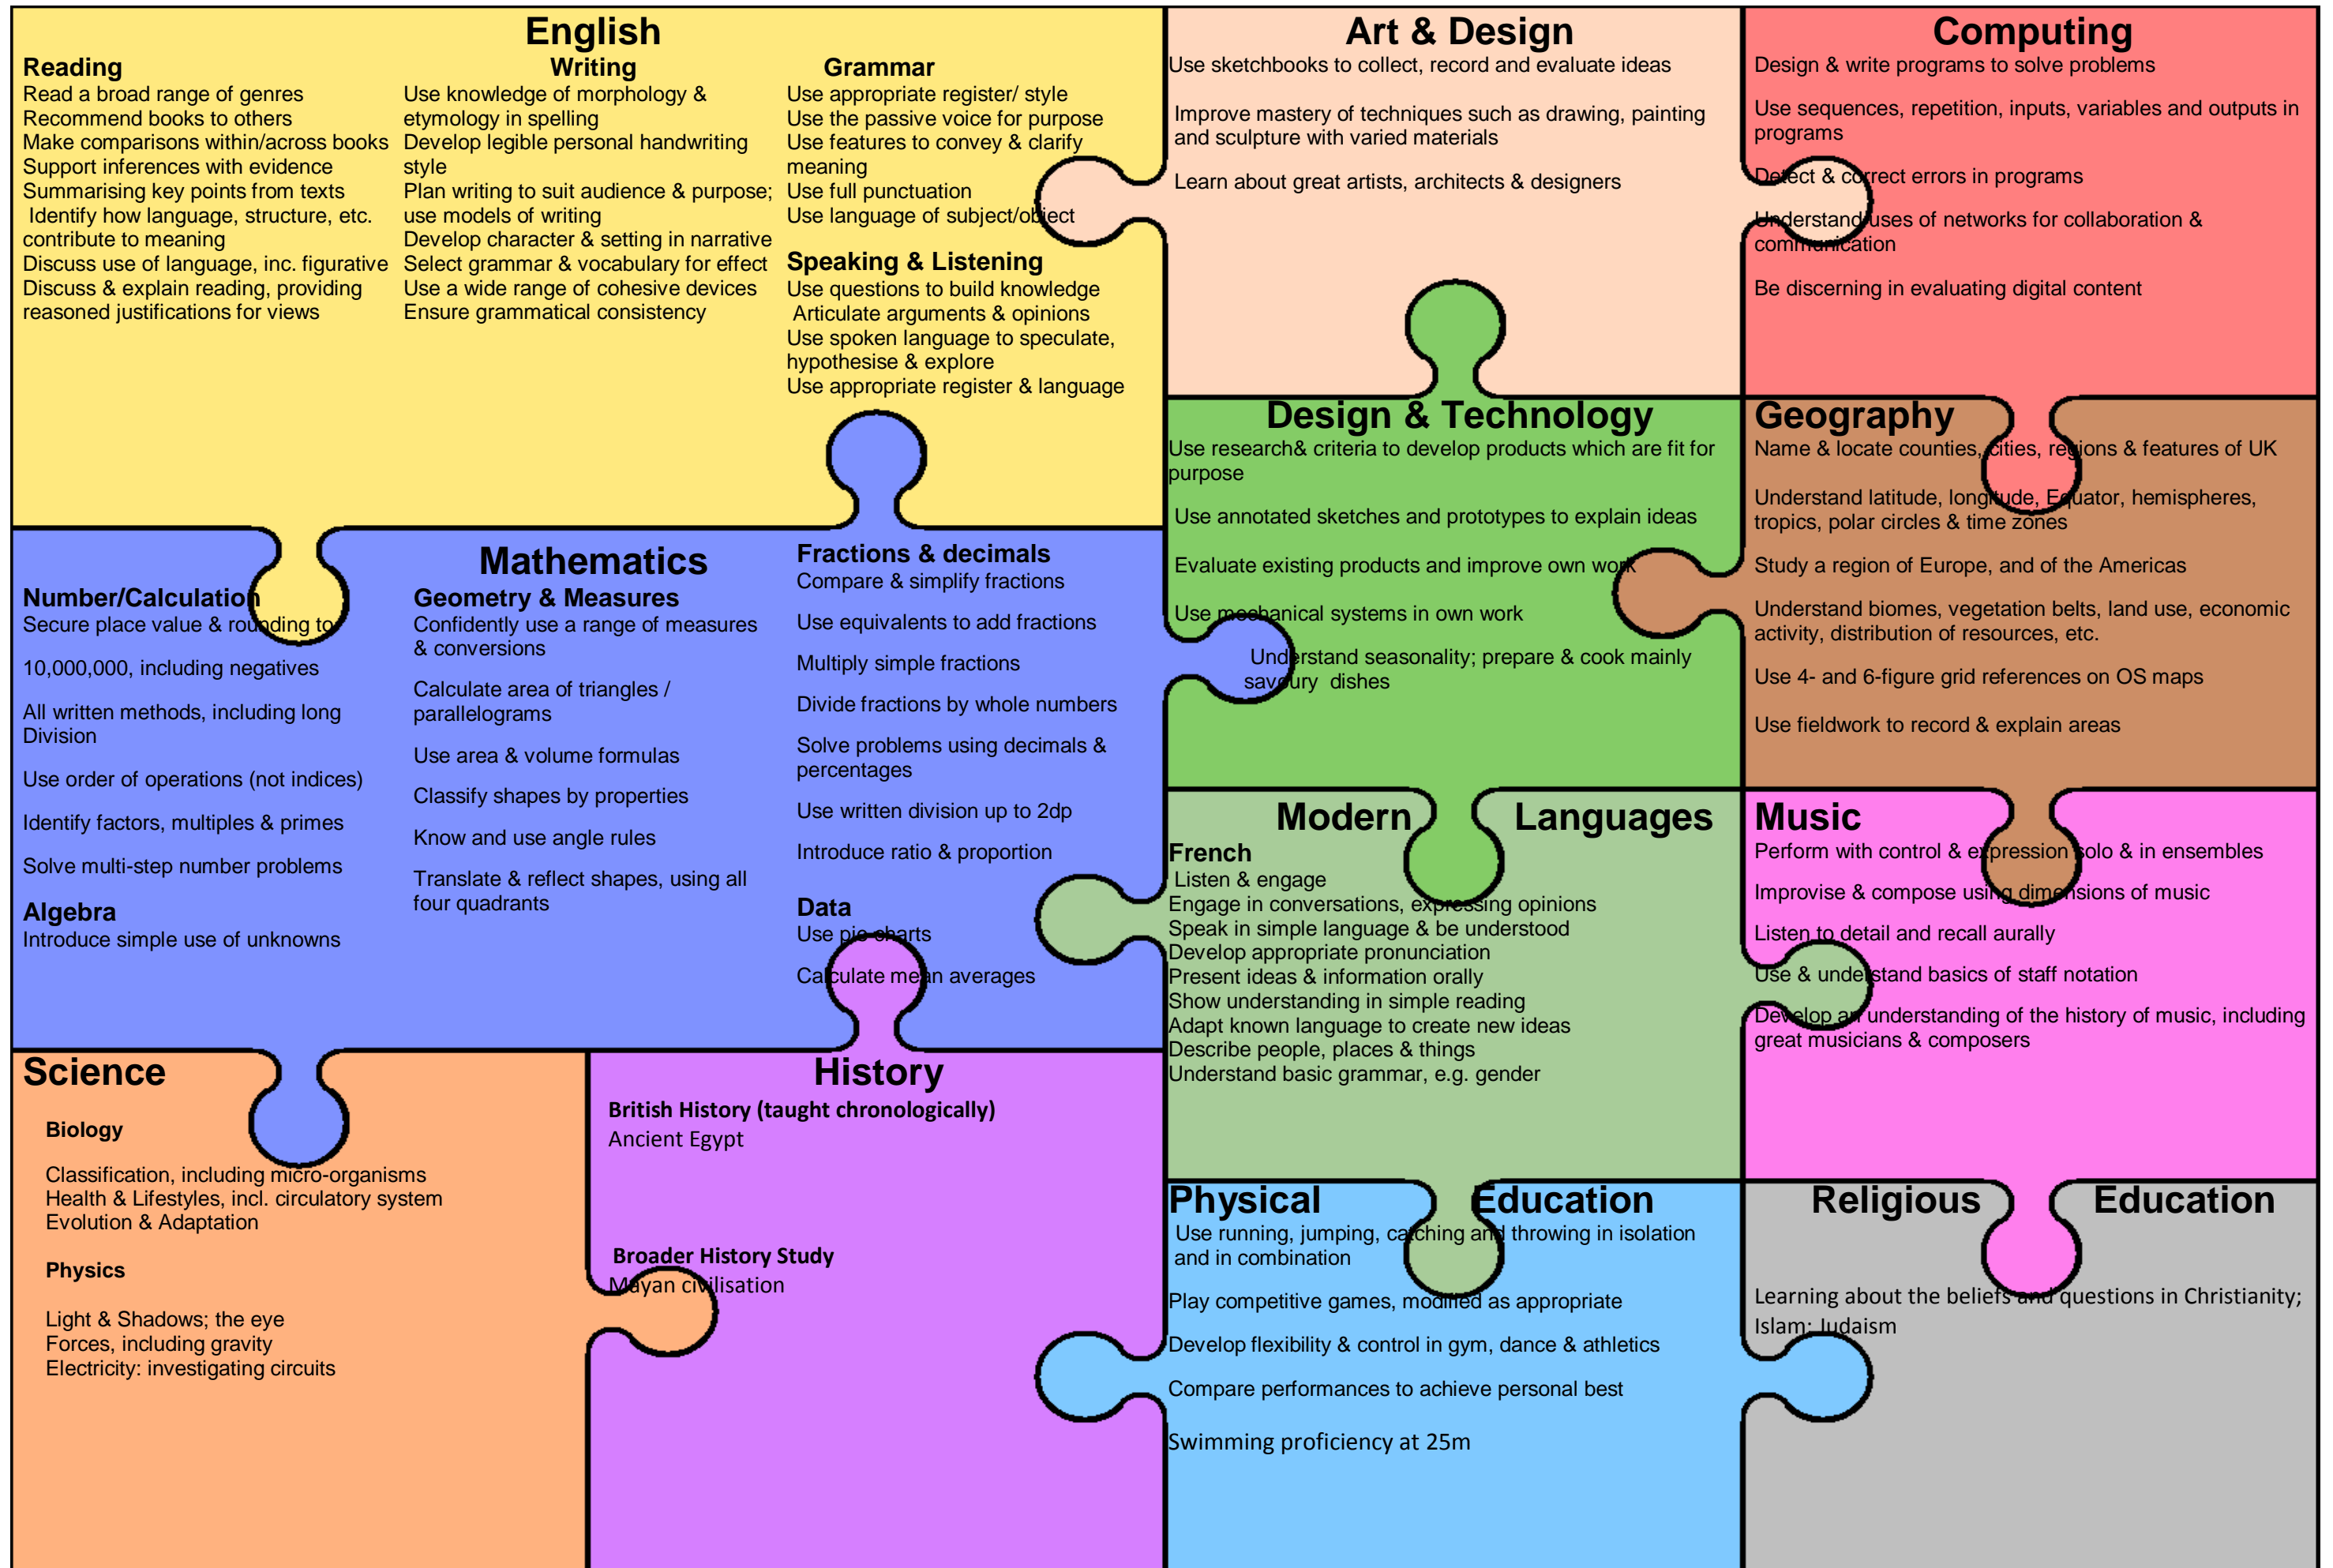 English
Reading
Read a broad range of genres
Recommend books to others
Make comparisons within/across books
Support inferences with evidence
Summarising key points from texts
Identify how language, structure, etc.
contribute to meaning
Discuss use of language, inc. figurative
Discuss & explain reading, providing
reasoned justifications for views
Writing
Use knowledge of morphology &
etymology in spelling
Develop legible personal handwriting
style
Plan writing to suit audience & purpose;
use models of writing
Develop character & setting in narrative
Select grammar & vocabulary for effect
Use a wide range of cohesive devices
Ensure grammatical consistency
Grammar
Use appropriate register/ style
Use the passive voice for purpose
Use features to convey & clarify
meaning
Use full punctuation
Use language of subject/object
Speaking & Listening
Use questions to build knowledge
Articulate arguments & opinions
Use spoken language to speculate,
hypothesise & explore
Use appropriate register & language
Art & Design
Use sketchbooks to collect, record and evaluate ideas
Improve mastery of techniques such as drawing, painting
and sculpture with varied materials
Learn about great artists, architects & designers
Computing
Design & write programs to solve problems
Use sequences, repetition, inputs, variables and outputs in
programs
Detect & correct errors in programs
Understand uses of networks for collaboration &
communication
Be discerning in evaluating digital content
Mathematics
Number/Calculation
Secure place value & rounding to
10,000,000, including negatives
All written methods, including long
Division
Use order of operations (not indices)
Identify factors, multiples & primes
Solve multi-step number problems
Algebra
Introduce simple use of unknowns
Geometry & Measures
Confidently use a range of measures
& conversions
Calculate area of triangles /
parallelograms
Use area & volume formulas
Classify shapes by properties
Know and use angle rules
Translate & reflect shapes, using all
four quadrants
Fractions & decimals
Compare & simplify fractions
Use equivalents to add fractions
Multiply simple fractions
Divide fractions by whole numbers
Solve problems using decimals &
percentages
Use written division up to 2dp
Introduce ratio & proportion
Data
Use pie charts
Calculate mean averages
Design & Technology
Use research& criteria to develop products which are fit for
purpose
Use annotated sketches and prototypes to explain ideas
Evaluate existing products and improve own work
Use mechanical systems in own work
Understand seasonality; prepare & cook mainly
savoury dishes
Geography
Name & locate counties, cities, regions & features of UK
Understand latitude, longitude, Equator, hemispheres,
tropics, polar circles & time zones
Study a region of Europe, and of the Americas
Understand biomes, vegetation belts, land use, economic
activity, distribution of resources, etc.
Use 4- and 6-figure grid references on OS maps
Use fieldwork to record & explain areas
Modern Languages
French
Listen & engage
Engage in conversations, expressing opinions
Speak in simple language & be understood
Develop appropriate pronunciation
Present ideas & information orally
Show understanding in simple reading
Adapt known language to create new ideas
Describe people, places & things
Understand basic grammar, e.g. gender
Music
Perform with control & expression solo & in ensembles
Improvise & compose using dimensions of music
Listen to detail and recall aurally
Use & understand basics of staff notation
Develop an understanding of the history of music, including
great musicians & composers
Science
Biology
Classification, including micro-organisms
Health & Lifestyles, incl. circulatory system
Evolution & Adaptation
Physics
Light & Shadows; the eye
Forces, including gravity
Electricity: investigating circuits
History
British History (taught chronologically)
Ancient Egypt
Broader History Study
Mayan civilisation
Physical Education
Use running, jumping, catching and throwing in isolation
and in combination
Play competitive games, modified as appropriate
Develop flexibility & control in gym, dance & athletics
Compare performances to achieve personal best
Swimming proficiency at 25m
Religious Education
Learning about the beliefs and questions in Christianity;
Islam; Judaism